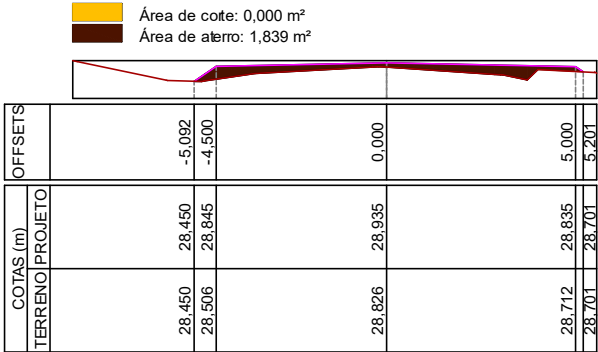 Área de corte: 0,000 m²
Área de aterro: 1,839 m²
OFFSETS
-5,092
-4,500
0,000
5,000
5,201
COTAS (m)
PROJETO
28,450
28,845
28,935
28,835
28,701
TERRENO
28,450
28,506
28,826
28,712
28,701